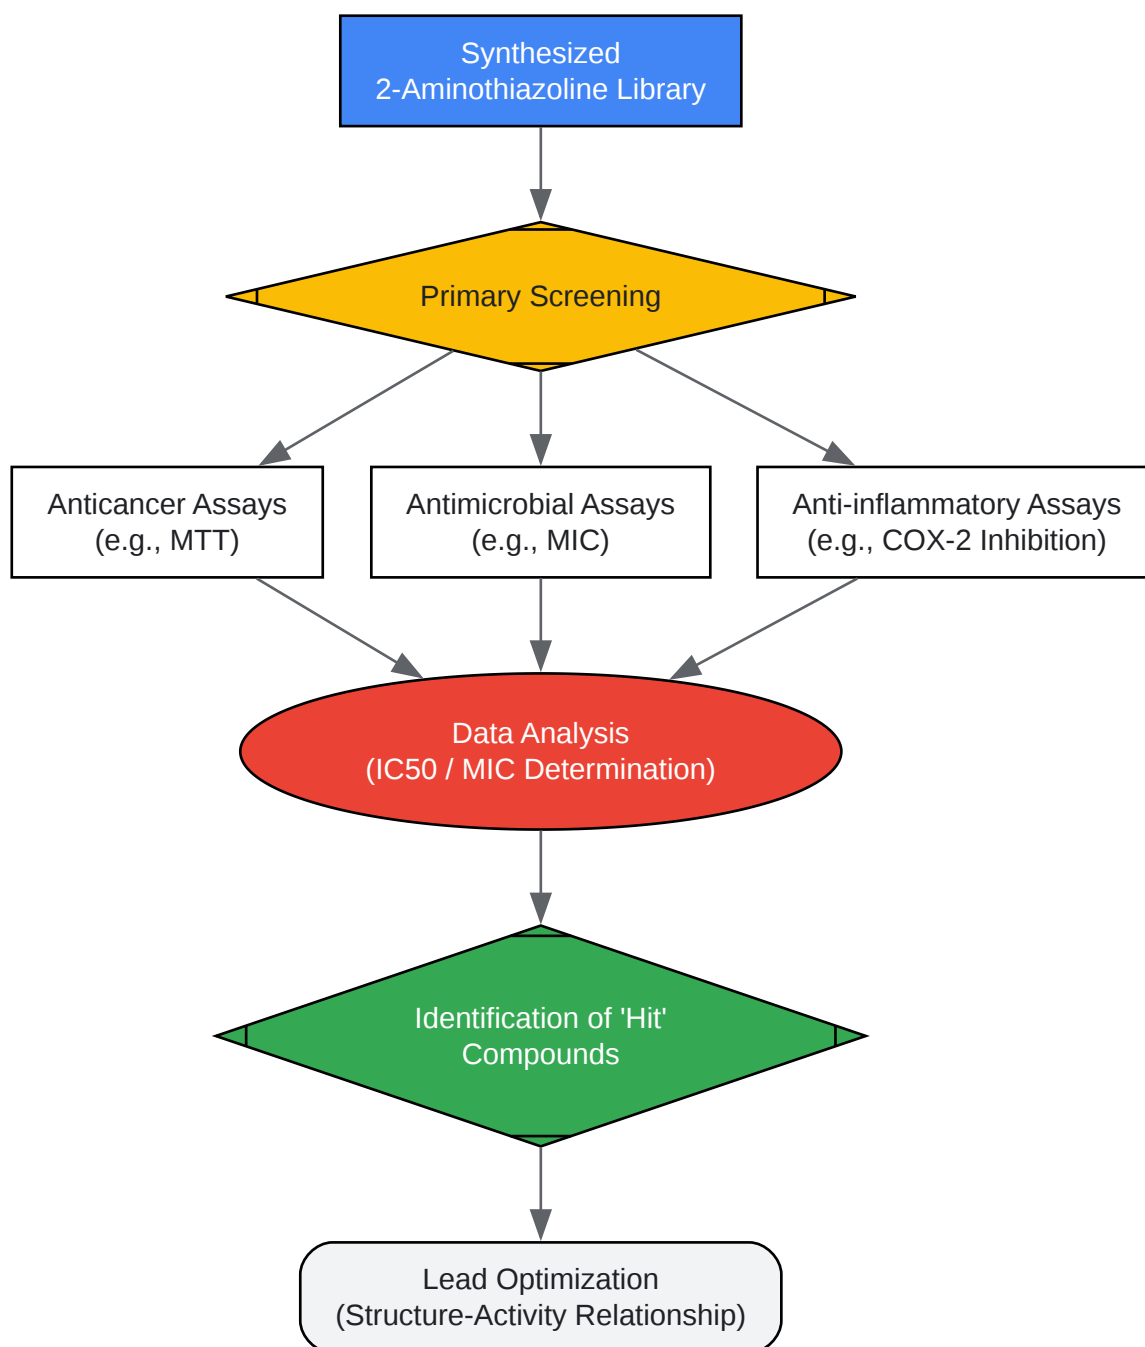 Synthesized
2-Aminothiazoline Library
Primary Screening
Anticancer Assays
(e.g., MTT)
Antimicrobial Assays
(e.g., MIC)
Anti-inflammatory Assays
(e.g., COX-2 Inhibition)
Data Analysis
(IC50 / MIC Determination)
Identification of 'Hit'
Compounds
Lead Optimization
(Structure-Activity Relationship)